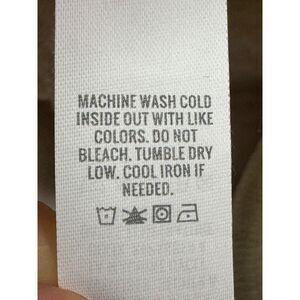 MACHINE WASH COLD
INSIDE OUT WITH LIKE
COLORS. DO NOT
BLEACH. TUMBLE DRY
LOW. COOL IRON IF
NEEDED.